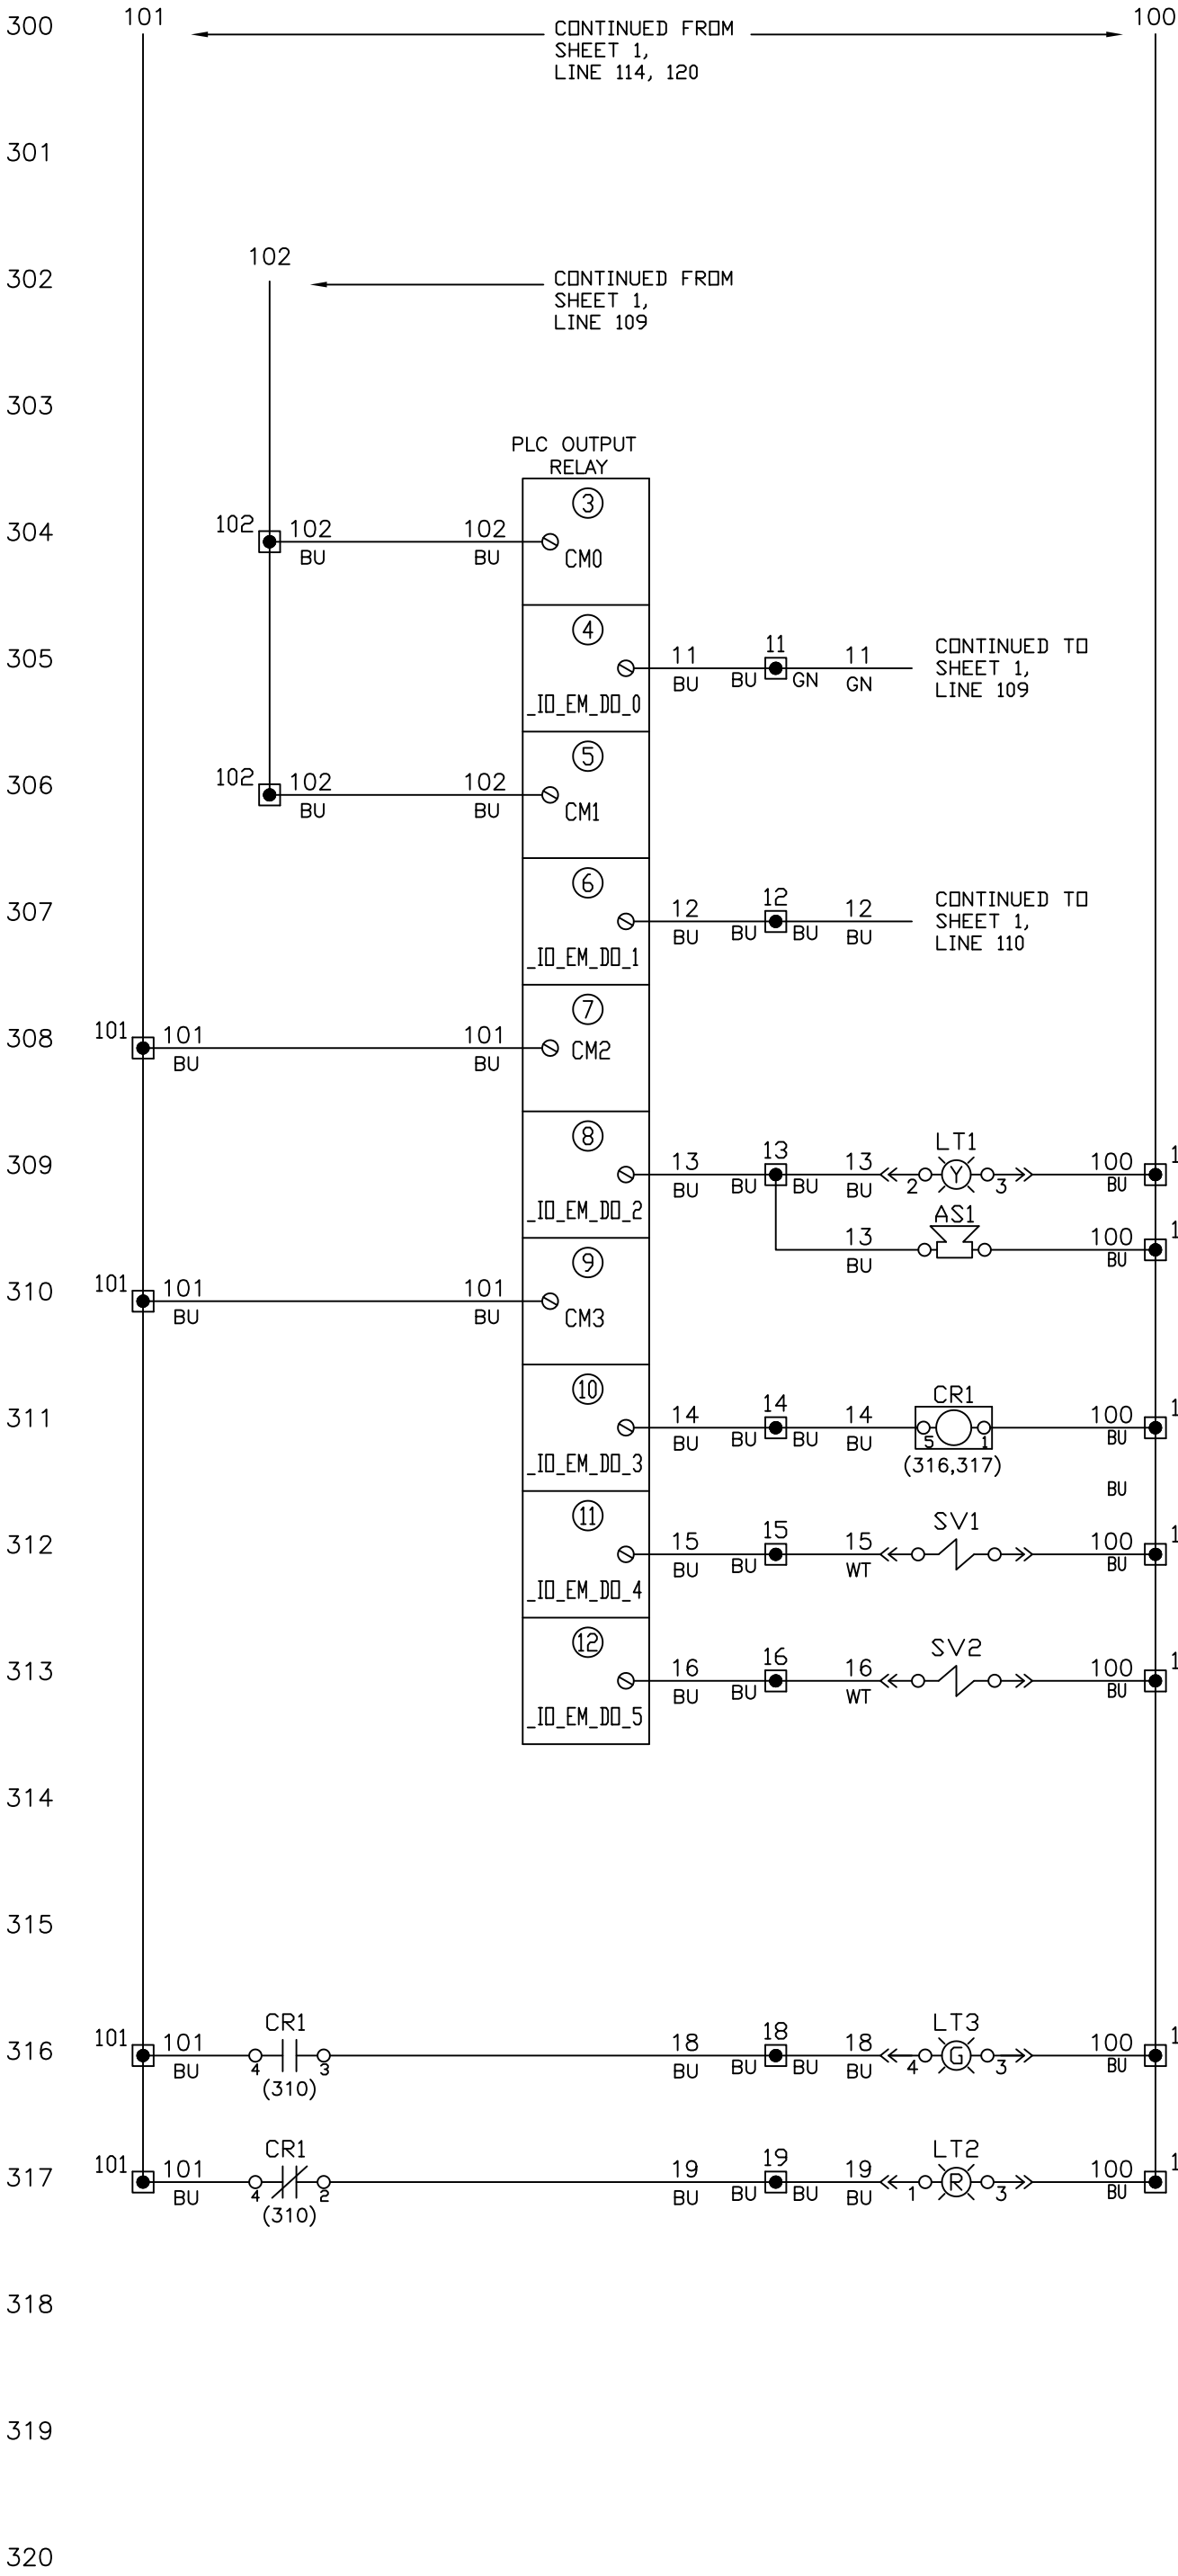 300 101 CONTINUED FROM 100
SHEET 1,
LINE 114, 120
301
102
302 CONTINUED FROM
SHEET 1,
LINE 109
303
PLC OUTPUT
RELAY
3
304 102 102 102
BU BU CM0
4
305 11 11 11 CONTINUED TO
BU BU GN GN SHEET 1,
LINE 109
_IO_EM_DO_0
5
306 102 102 102
BU BU CM1
6
307 12 12 12 CONTINUED TO
BU BU BU BU SHEET 1,
LINE 110
_IO_EM_DO_1
7
308 101 101 101 CM2
BU BU
8 LT1
309 13 13 13 Y 100 1
BU BU BU BU 2 3 BU
_IO_EM_DO_2 AS1
13 100 1
BU BU
9
310 101 101 101
BU BU CM3
10 CR1
311 14 14 14 100 1
BU BU BU BU 5 1 BU
_IO_EM_DO_3 (316,317)
BU
11 SV1
312 15 15 15 100 1
BU BU WT BU
_IO_EM_DO_4
12 SV2
313 16 16 16 100 1
BU BU WT BU
_IO_EM_DO_5
314
315
CR1 LT3
316 101 101 18 18 18 G 100 1
BU 4 3 BU BU BU BU 4 3 BU
(310)
CR1 LT2
317 101 101 19 19 19 R 100 1
BU 4 2 BU BU BU BU 1 3 BU
(310)
318
319
320